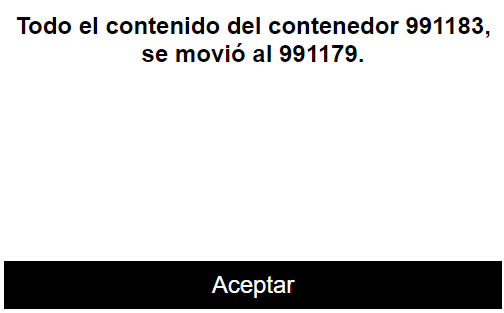 Todo el contenido del contenedor 991183,
se movió al 991179.
Aceptar